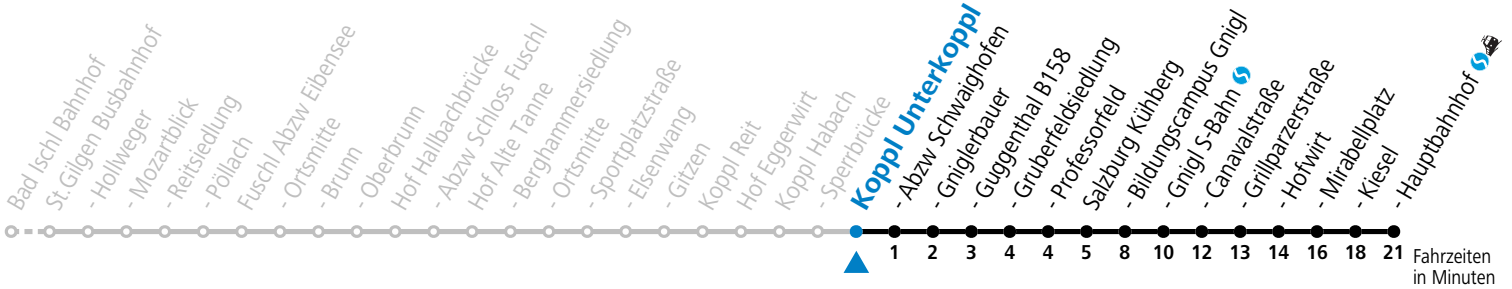 Bad Ischl Bahnhof
St.Gilgen Busbahnhof
- Hollweger
- Mozartblick
- Reitsiedlung
- Pöllach
Fuschl Abzw Eibensee
- Ortsmitte
- Brunn
- Oberbrunn
Hof Hallbachbrücke
- Abzw Schloss Fuschl
Hof Alte Tanne
- Berghammersiedlung
- Ortsmitte
- Sportplatzstraße
- Elsenwang
- Gitzen
Koppl Reit
Hof Eggerwirt
Koppl Habach
- Sperrbrücke
Koppl Unterkoppl
- Abzw Schwaighofen
- Gniglerbauer
- Guggenthal B158
- Gruberfeldsiedlung
- Professorfeld
Salzburg Kühberg
- Bildungscampus Gnigl
- Gnigl S-Bahn
- Canavalstraße
- Grillparzerstraße
- Hofwirt
- Mirabellplatz
- Kiesel
- Hauptbahnhof
1 2 3 4 4 5 8 10 12 13 14 16 18 21 Fahrzeiten
in Minuten